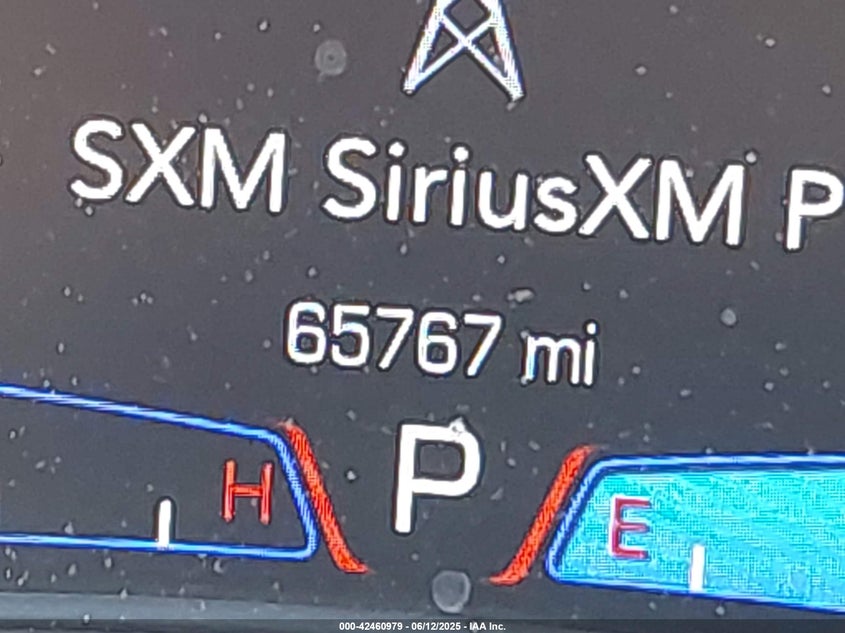 SXM SiriusXM P
65767 mi
P
H
E
000-42460979 - 06/12/2025 - IAA Inc.